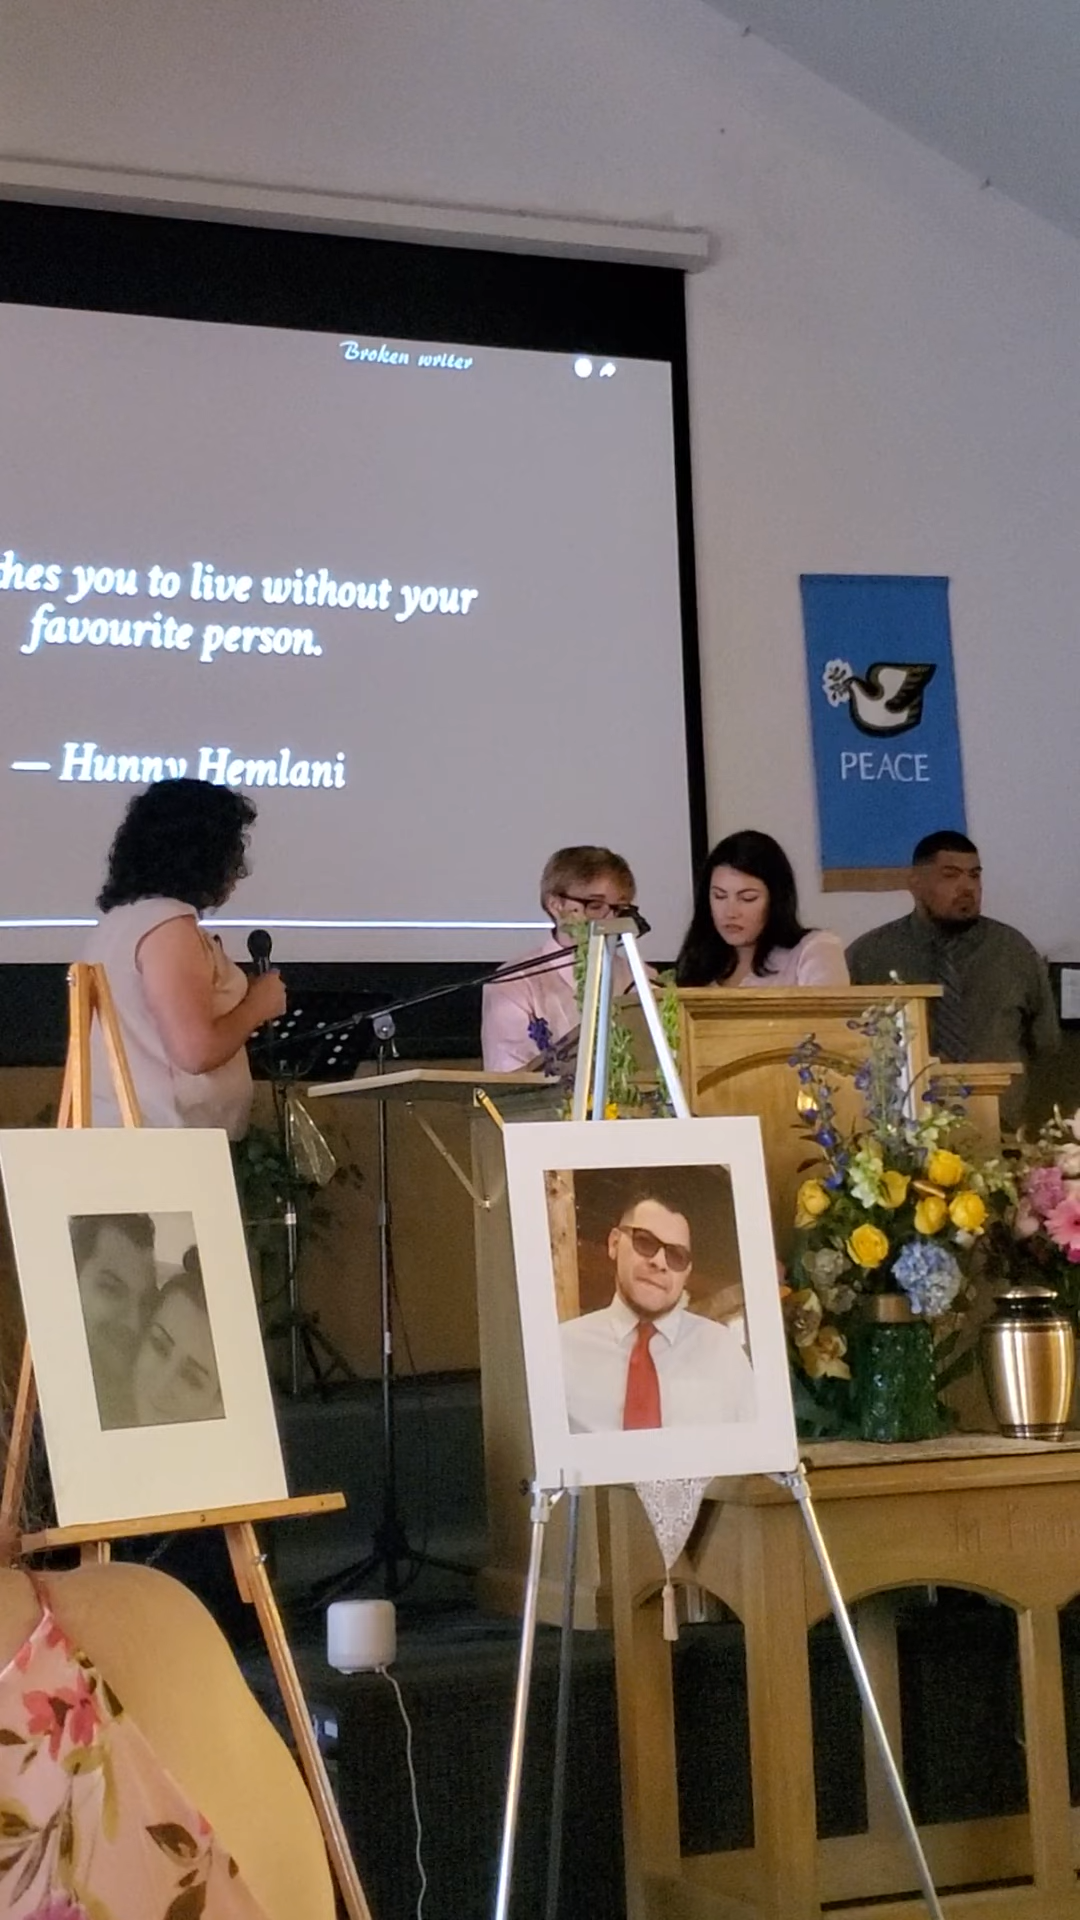 Broken writer
hes you to live without your
favourite person.
— Hunny Hemlani
PEACE